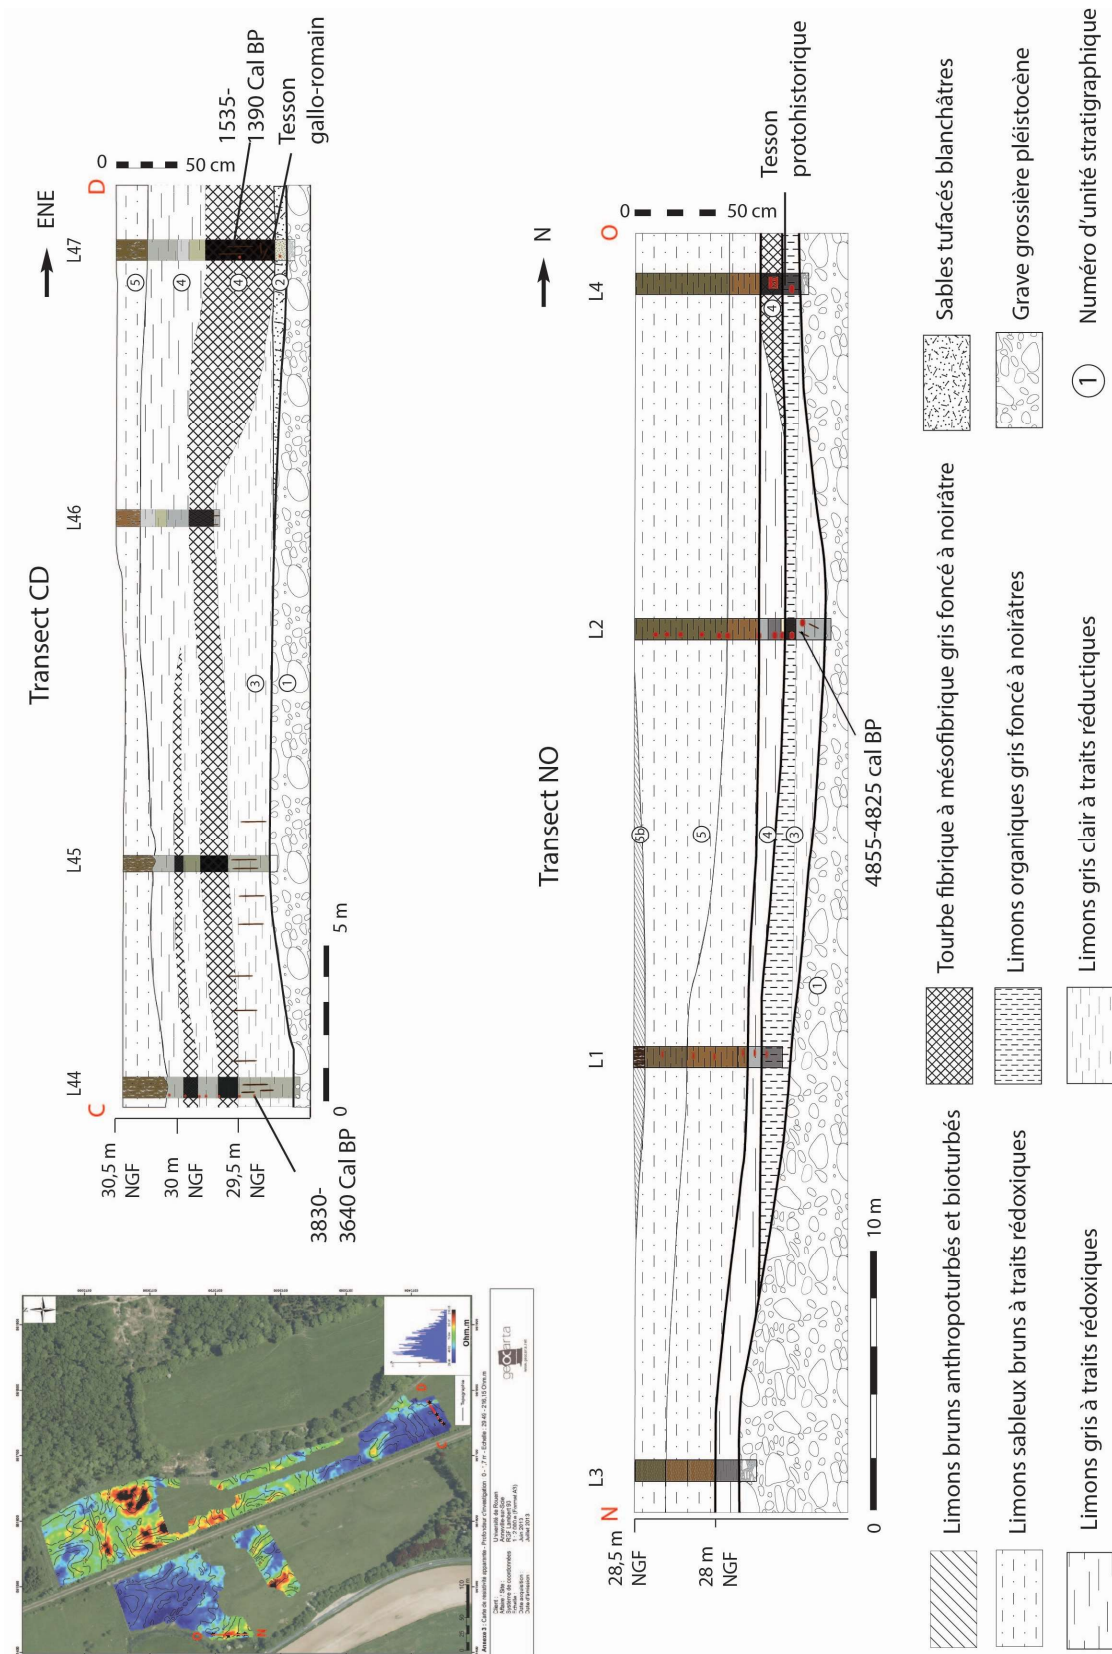 Transect CD
ENE
C
L44
L45
L46
L47
D
0
50 cm
1535-
1390 Cal BP
Tesson
gallo-romain
30,5 m
NGF
30 m
NGF
29,5 m
NGF
3830-
3640 Cal BP
0
5 m
5
4
4
2
3
1
Ohm.m
geocarta
Transect NO
N
N
L3
L1
L2
L4
O
0
50 cm
Tesson
protohistorique
28,5 m
NGF
28 m
NGF
4855-4825 cal BP
0
10 m
6b
5
4
3
1
4
Limons bruns anthropoturbés et bioturbés
Limons sableux bruns à traits rédoxiques
Limons gris à traits rédoxiques
Tourbe fibrique à mésofibrique gris foncé à noirâtre
Limons organiques gris foncé à noirâtres
Limons gris clair à traits réductiques
Sables tufacés blanchâtres
Grave grossière pléistocène
1
Numéro d'unité stratigraphique